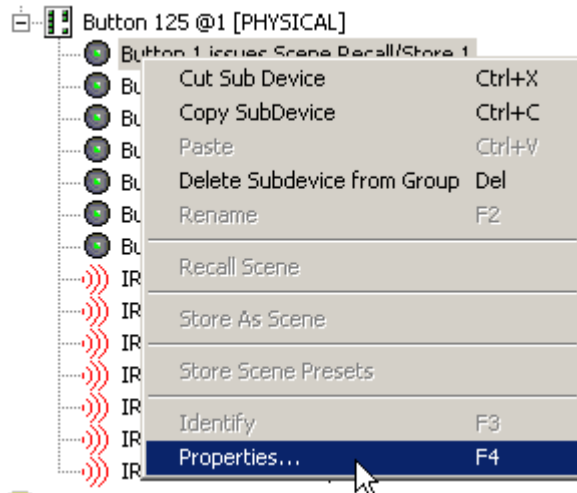 Button 125 @1 [PHYSICAL]
Button 1 issues Scene Recall/Store 1
Bu Cut Sub Device Ctrl+X
Bu Copy SubDevice Ctrl+C
Bu Paste Ctrl+V
Bu Delete Subdevice from Group Del
Bu Rename F2
Bu
IR Recall Scene
IR Store As Scene
IR
IR Store Scene Presets
IR
IR Identify F3
IR Properties... F4